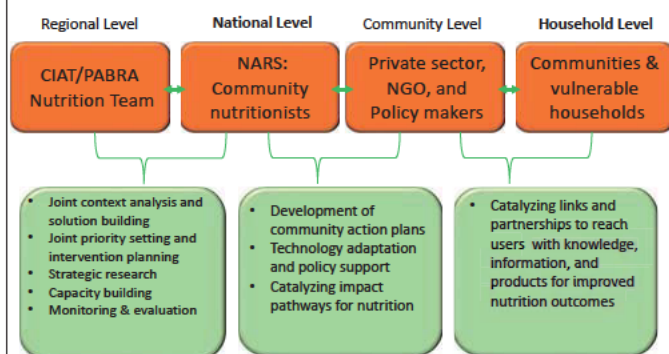 Regional Level
National Level
Community Level
Household Level
CIAT/PABRA
Nutrition Team
NARS:
Community
nutritionists
Private sector,
NGO, and
Policy makers
Communities &
vulnerable
households
• Joint context analysis and
solution building
• Joint priority setting and
intervention planning
• Strategic research
• Capacity building
• Monitoring & evaluation
• Development of
community action plans
• Technology adaptation
and policy support
• Catalyzing impact
pathways for nutrition
• Catalyzing links and
partnerships to reach
users with knowledge,
information, and
products for improved
nutrition outcomes